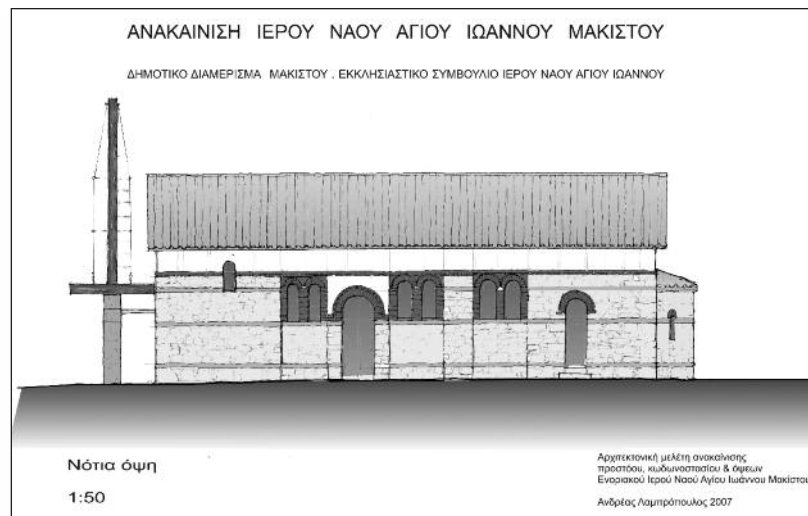 ΑΝΑΚΑΙΝΙΣΗ ΙΕΡΟΥ ΝΑΟΥ ΑΓΙΟΥ ΙΩΑΝΝΟΥ ΜΑΚΙΣΤΟΥ
ΔΗΜΟΤΙΚΟ ΔΙΑΜΕΡΙΣΜΑ ΜΑΚΙΣΤΟΥ . ΕΚΚΛΗΣΙΑΣΤΙΚΟ ΣΥΜΒΟΥΛΙΟ ΙΕΡΟΥ ΝΑΟΥ ΑΓΙΟΥ ΙΩΑΝΝΟΥ
Νότια όψη
1:50
Αρχιτεκτονική μελέτη ανακαίνισης
προστόου, κωδωνοστασίου & όψεων
Ενοριακού Ιερού Ναού Αγίου Ιωάννου Μακίστου
Ανδρέας Λαμπρόπουλος 2007